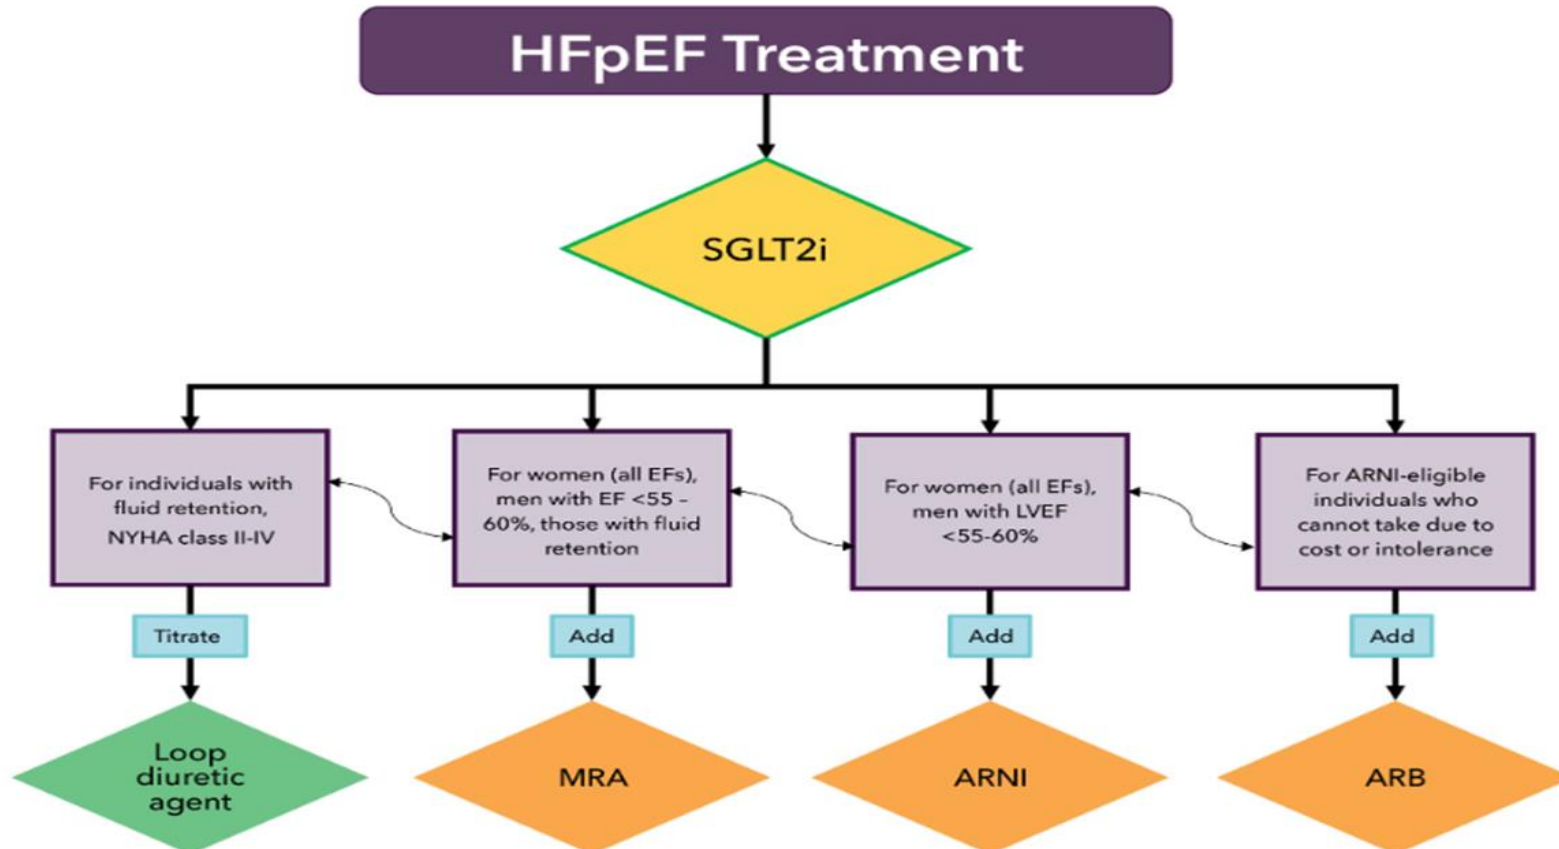 HFpEF Treatment
SGLT2i
For individuals with
fluid retention,
NYHA class II-IV
For women (all EFs),
men with EF <55 –
60%, those with fluid
retention
For women (all EFs),
men with LVEF
<55-60%
For ARNI-eligible
individuals who
cannot take due to
cost or intolerance
Titrate
Add
Add
Add
Loop
diuretic
agent
MRA
ARNI
ARB